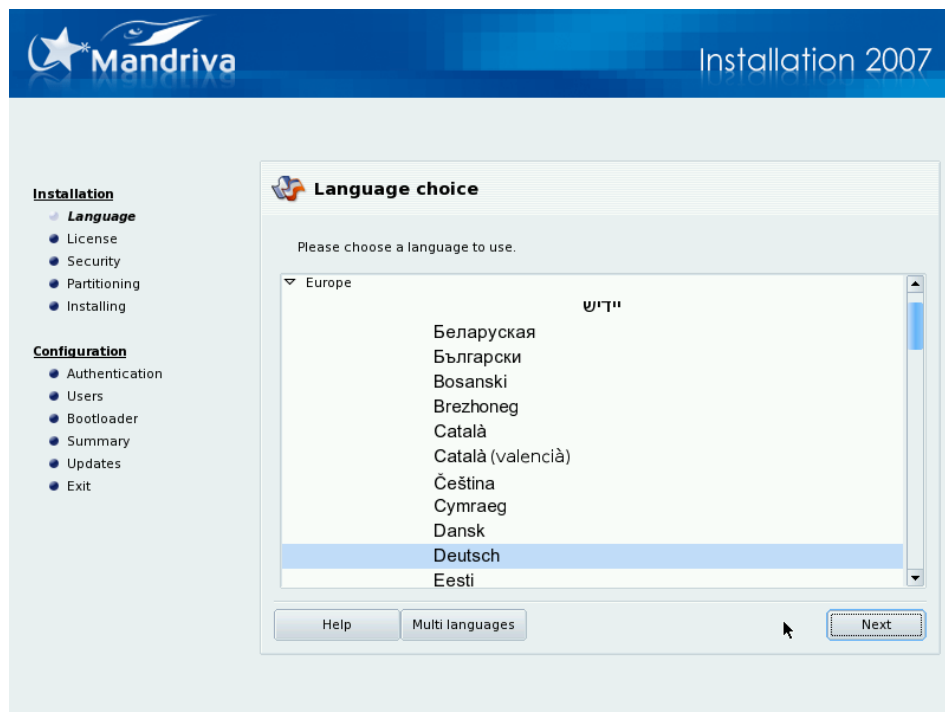 Mandriva
Installation 2007
Installation
Language
License
Security
Partitioning
Installing
Configuration
Authentication
Users
Bootloader
Summary
Updates
Exit
Language choice
Please choose a language to use.
Europe
ייִדיש
Беларуская
Български
Bosanski
Brezhoneg
Català
Català (valencià)
Čeština
Cymraeg
Dansk
Deutsch
Eesti
Help
Multi languages
Next